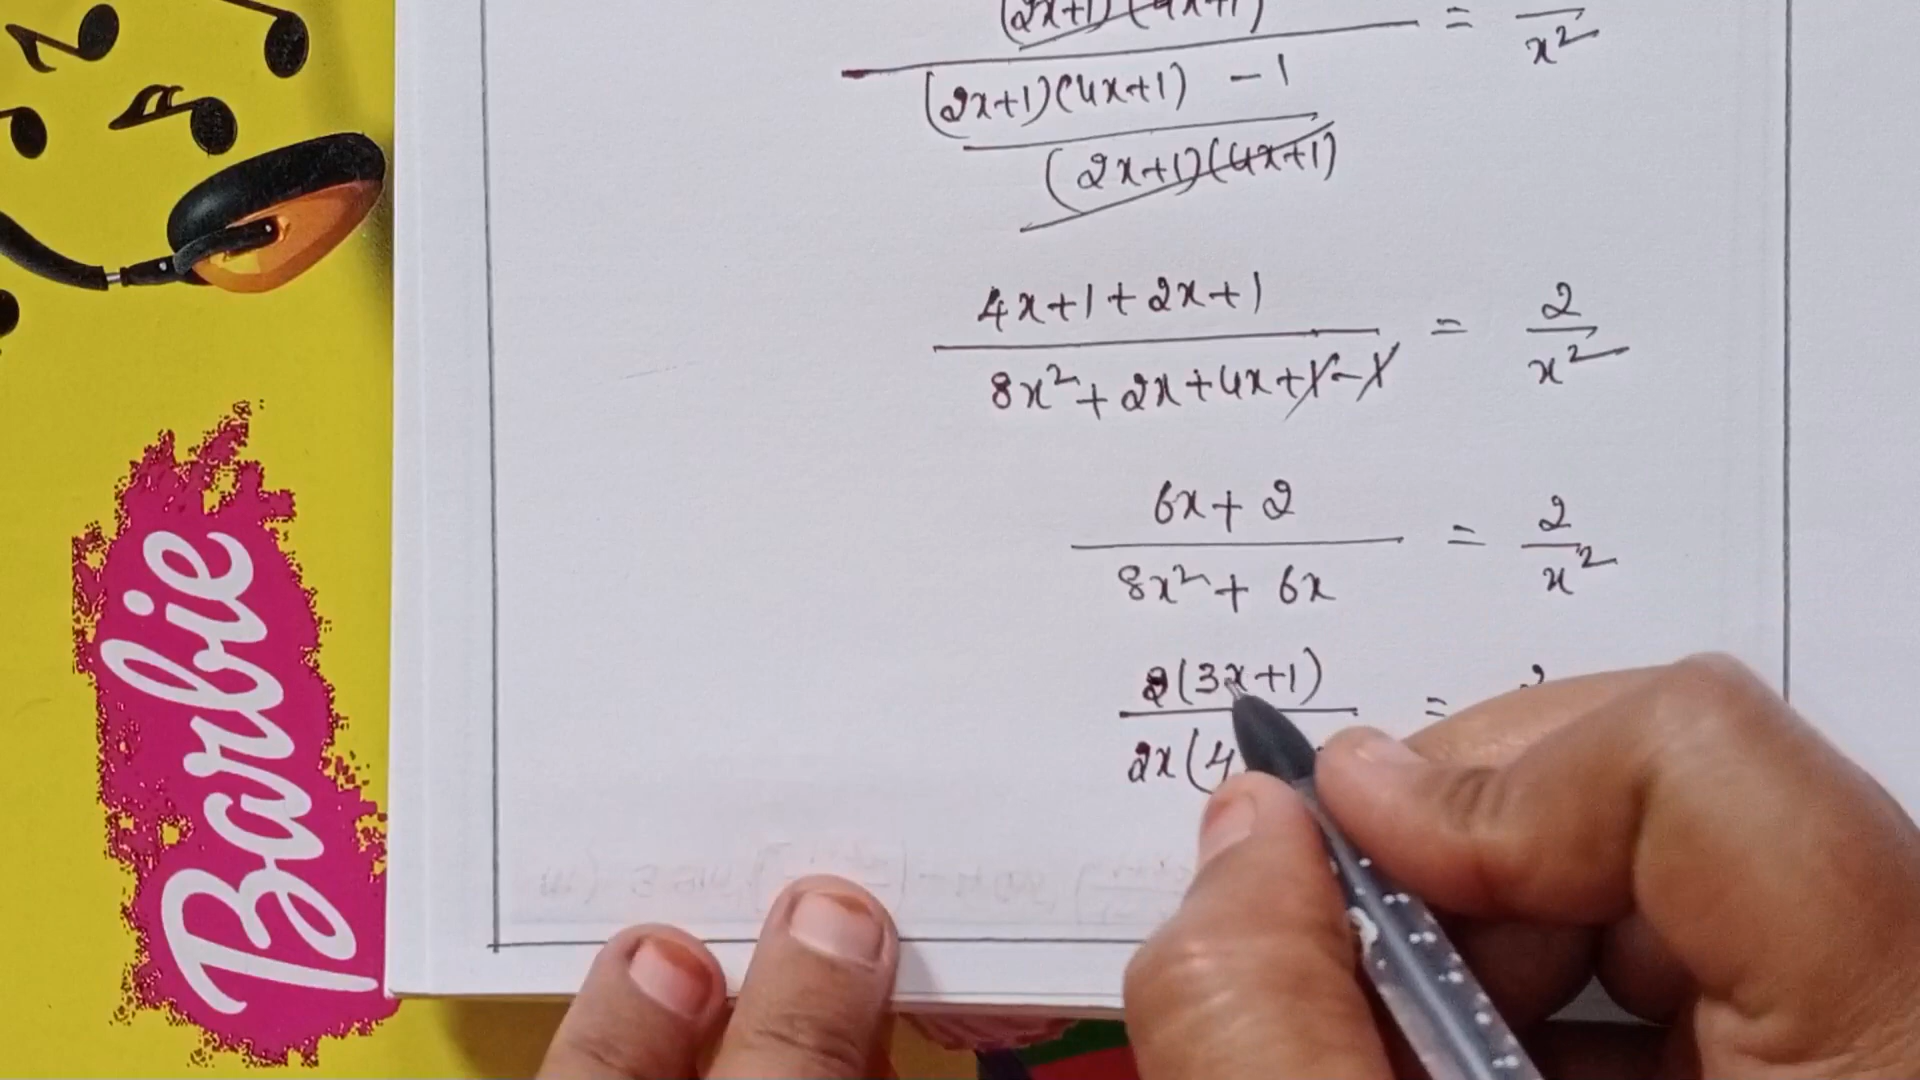 (2x+1)(4x+1) =
x²
(2x+1)(4x+1) - 1
(2x+1)(4x+1)
4x+1+2x+1 = 2
8x²+2x+4x+1-1 x²
6x+2 = 2
8x²+6x x²
2(3x+1) = 2
2x(4
Barbie